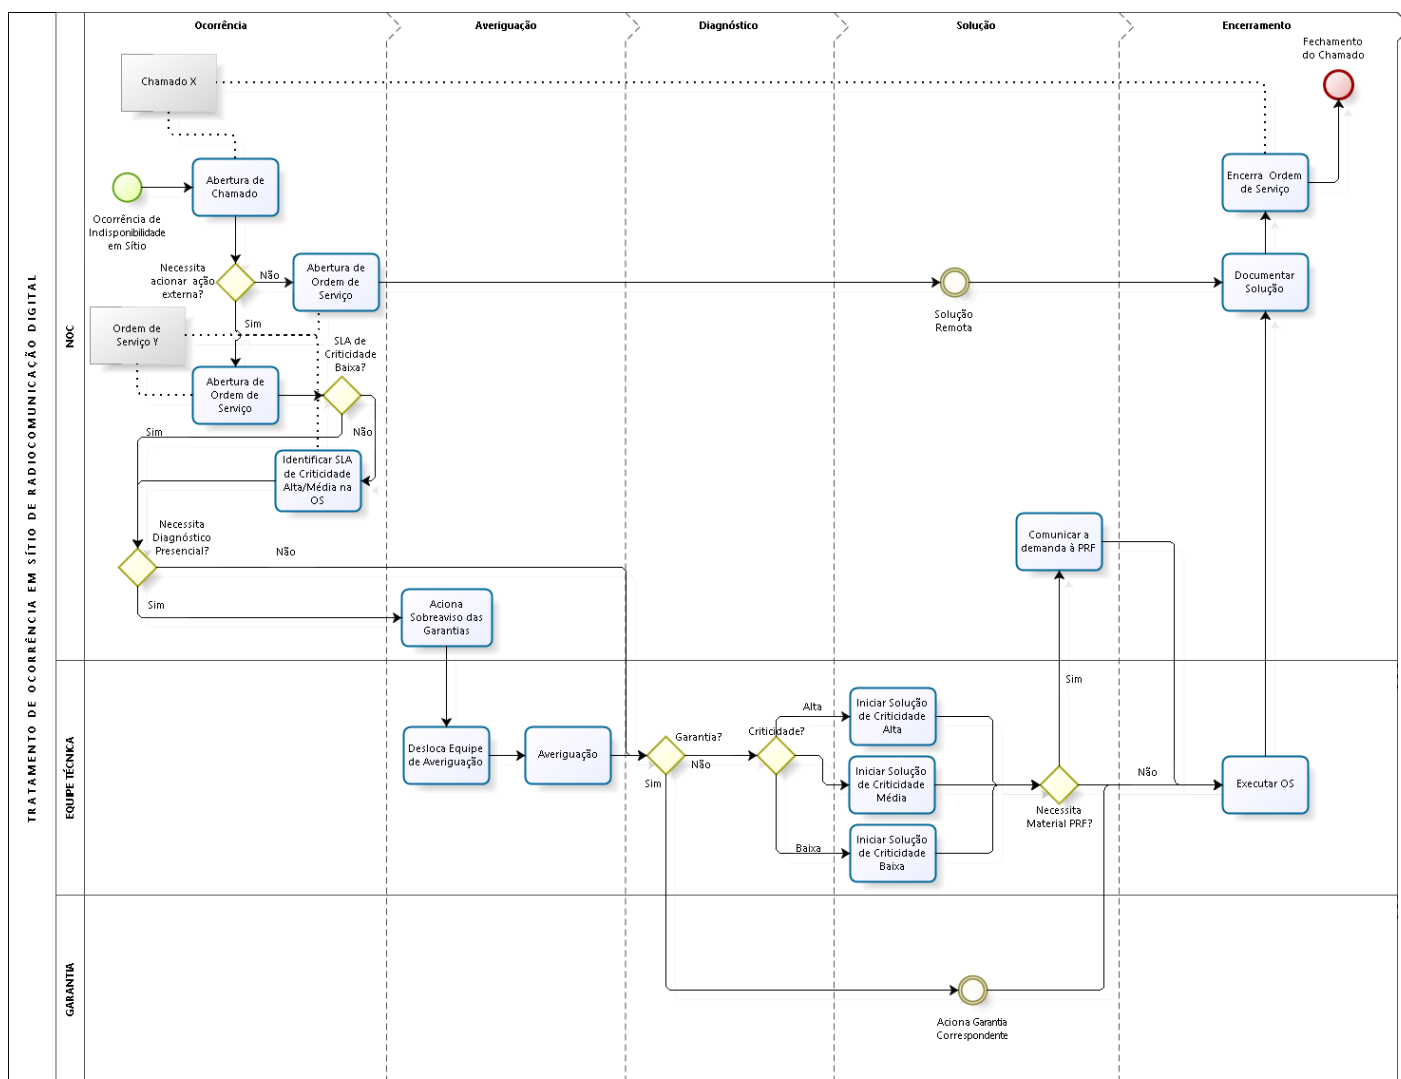 Ocorrência
Averiguação
Diagnóstico
Solução
Encerramento
TRATAMENTO DE OCORRÊNCIA EM SÍTIO DE RADIOCOMUNICAÇÃO DIGITAL
NOC
Fechamento
do Chamado
Chamado X
Abertura de
Chamado
Encerra Ordem
de Serviço
Ocorrência de
Indisponibilidade
em Sítio
Necessita
acionar ação
externa?
Não
Abertura de
Ordem de
Serviço
Documentar
Solução
Solução
Remota
Sim
Ordem de
Serviço Y
SLA de
Criticidade
Baixa?
Abertura de
Ordem de
Serviço
Sim
Não
Identificar SLA
de Criticidade
Alta/Média na
OS
Necessita
Diagnóstico
Presencial?
Não
Comunicar a
demanda à PRF
Sim
Aciona
Sobreaviso das
Garantias
EQUIPE TÉCNICA
Sim
Desloca Equipe
de Averiguação
Averiguação
Garantia?
Não
Sim
Criticidade?
Alta
Iniciar Solução
de Criticidade
Alta
Iniciar Solução
de Criticidade
Média
Baixa
Iniciar Solução
de Criticidade
Baixa
Necessita
Material PRF?
Não
Executar OS
GARANTIA
Aciona Garantia
Correspondente